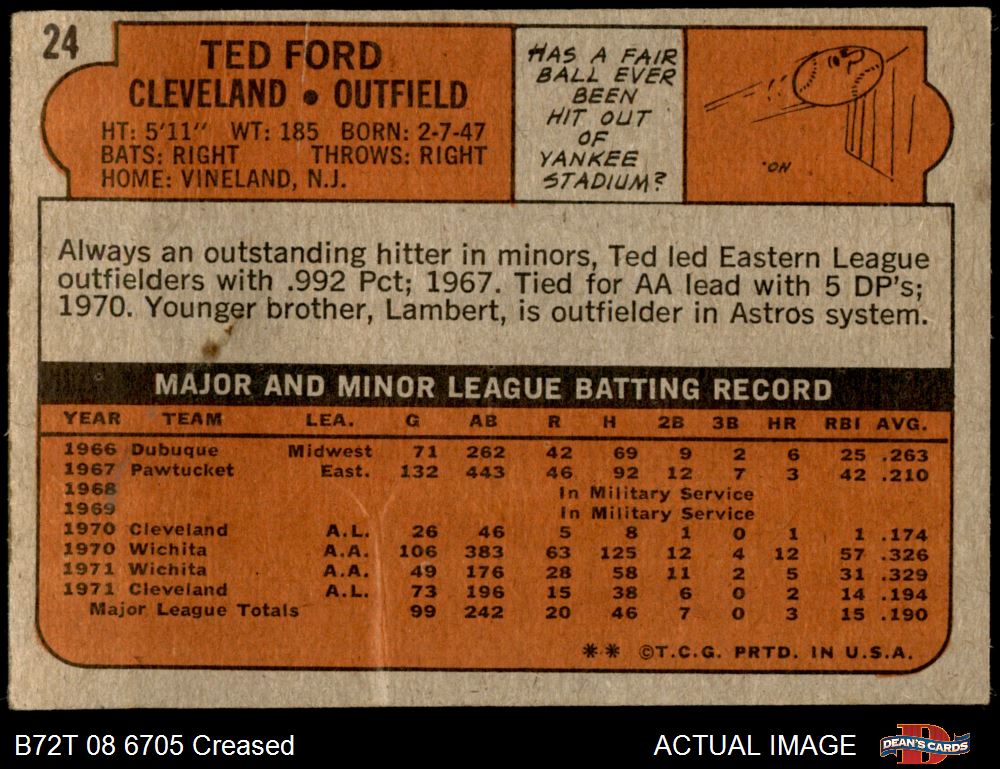 24
TED FORD
CLEVELAND • OUTFIELD
HT: 5'11" WT: 185 BORN: 2-7-47
BATS: RIGHT THROWS: RIGHT
HOME: VINELAND, N.J.
HAS A FAIR
BALL EVER
BEEN
HIT OUT
OF
YANKEE
STADIUM?
?
"ON
Always an outstanding hitter in minors, Ted led Eastern League
outfielders with .992 Pct; 1967. Tied for AA lead with 5 DP's;
1970. Younger brother, Lambert, is outfielder in Astros system.
MAJOR AND MINOR LEAGUE BATTING RECORD
YEAR TEAM LEA. G AB R H 2B 3B HR RBI AVG.
1966 Dubuque Midwest 71 262 42 69 9 2 6 25 .263
1967 Pawtucket East. 132 443 46 92 12 7 3 42 .210
1968 In Military Service
1969 In Military Service
1970 Cleveland A.L. 26 46 5 8 1 0 1 1 .174
1970 Wichita A.A. 106 383 63 125 12 4 12 57 .326
1971 Wichita A.A. 49 176 28 58 11 2 5 31 .329
1971 Cleveland A.L. 73 196 15 38 6 0 2 14 .194
Major League Totals 99 242 20 46 7 0 3 15 .190
** ©T.C.G. PRTD. IN U.S.A.
B72T 08 6705 Creased
ACTUAL IMAGE
DEAN'S CARDS